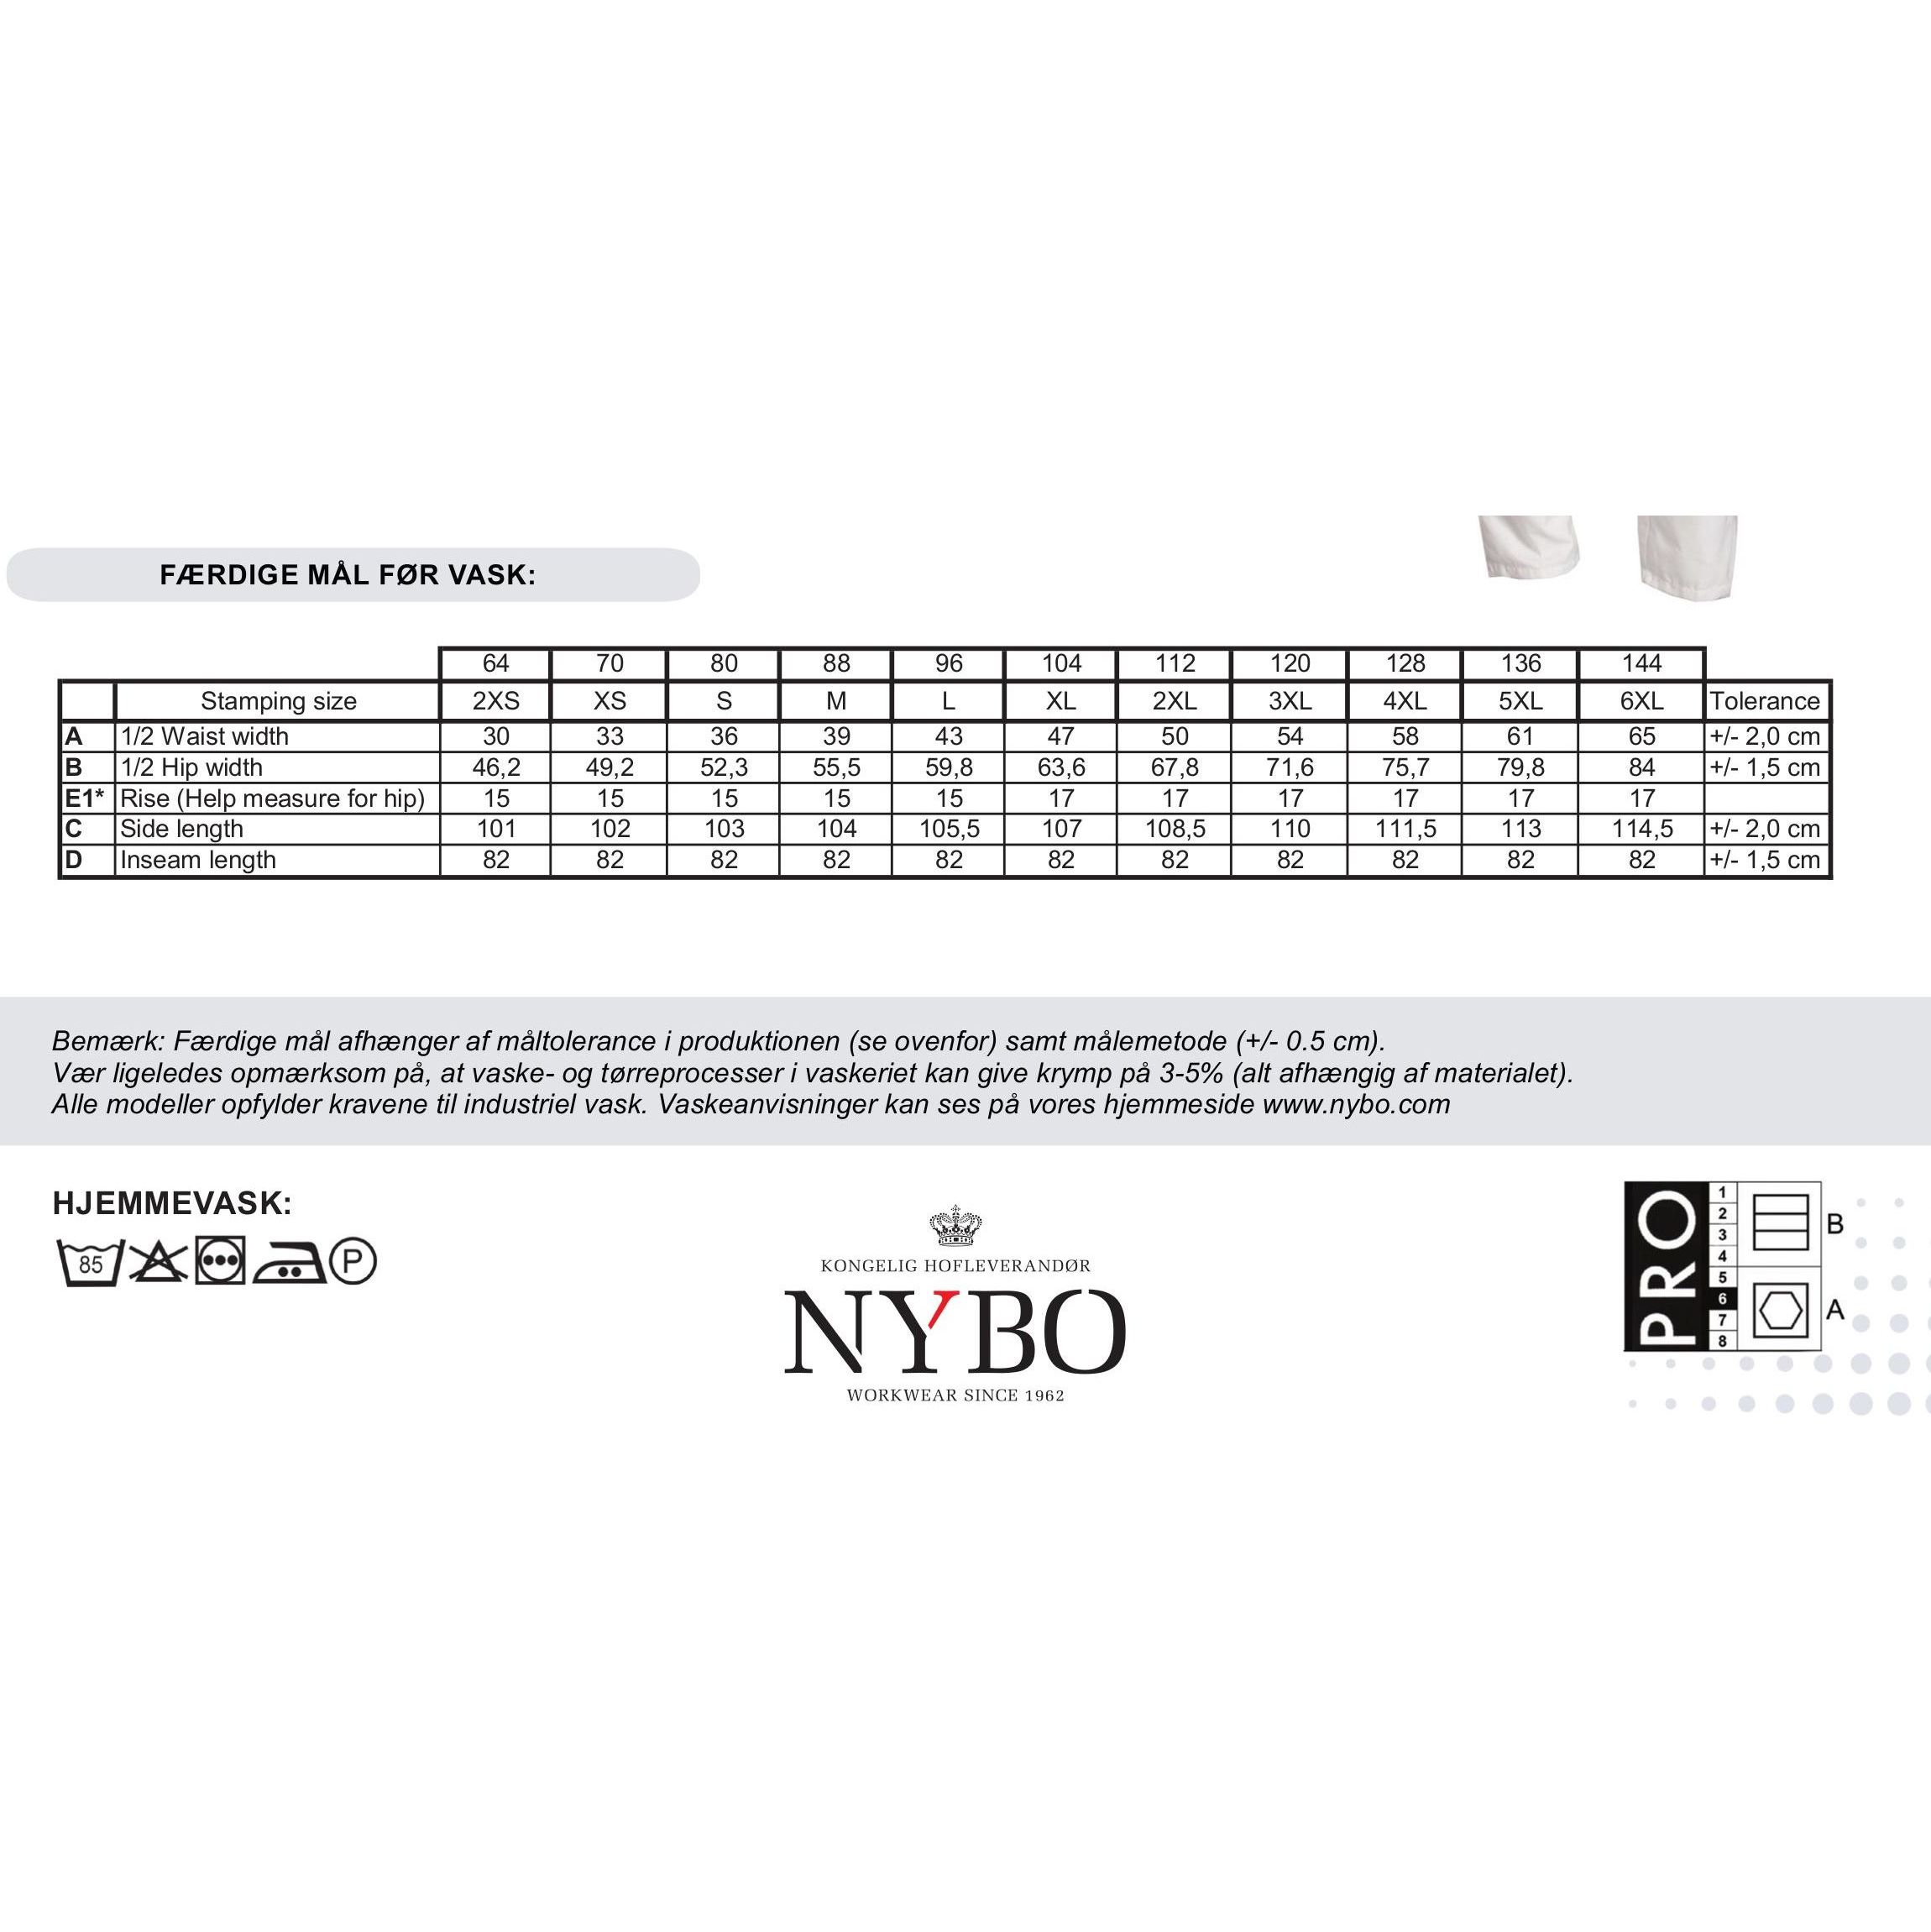 FÆRDIGE MÅL FØR VASK:
64 70 80 88 96 104 112 120 128 136 144
Stamping size 2XS XS S M L XL 2XL 3XL 4XL 5XL 6XL Tolerance
A 1/2 Waist width 30 33 36 39 43 47 50 54 58 61 65 +/- 2,0 cm
B 1/2 Hip width 46,2 49,2 52,3 55,5 59,8 63,6 67,8 71,6 75,7 79,8 84 +/- 1,5 cm
E1* Rise (Help measure for hip) 15 15 15 15 15 17 17 17 17 17 17
C Side length 101 102 103 104 105,5 107 108,5 110 111,5 113 114,5 +/- 2,0 cm
D Inseam length 82 82 82 82 82 82 82 82 82 82 82 +/- 1,5 cm
Bemærk: Færdige mål afhænger af måltolerance i produktionen (se ovenfor) samt målemetode (+/- 0.5 cm).
Vær ligeledes opmærksom på, at vaske- og tørreprocesser i vaskeriet kan give krymp på 3-5% (alt afhængig af materialet).
Alle modeller opfylder kravene til industriel vask. Vaskeanvisninger kan ses på vores hjemmeside www.nybo.com
HJEMMEVASK:
85 P
KONGELIG HOFLEVERANDØR
NYBO
WORKWEAR SINCE 1962
PRO
1
2
3
4
5
6
7
8
B
A